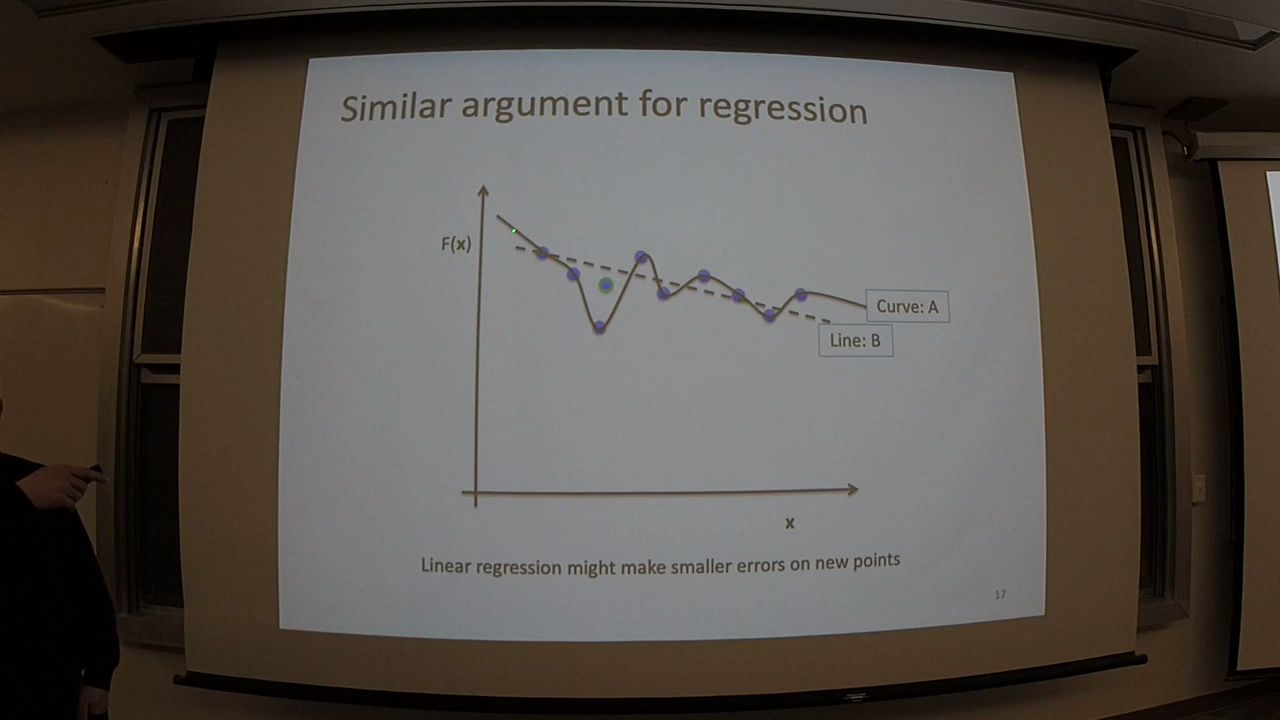 Similar argument for regression
F(x)
Curve: A
Line: B
x
Linear regression might make smaller errors on new points
17